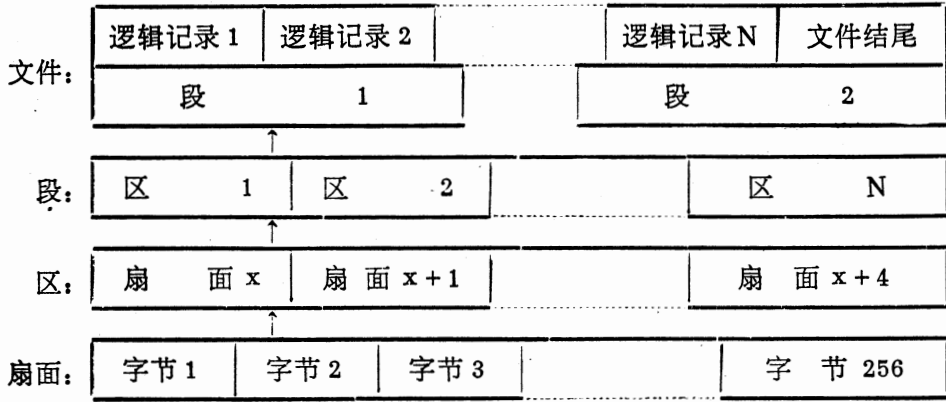 逻辑记录1 逻辑记录2 逻辑记录N 文件结尾
文件:
段 1 段 2
段: 区 1 区 2 区 N
区: 扇 面 x 扇 面 x+1 扇 面 x+4
扇面: 字节1 字节2 字节3 字 节 256